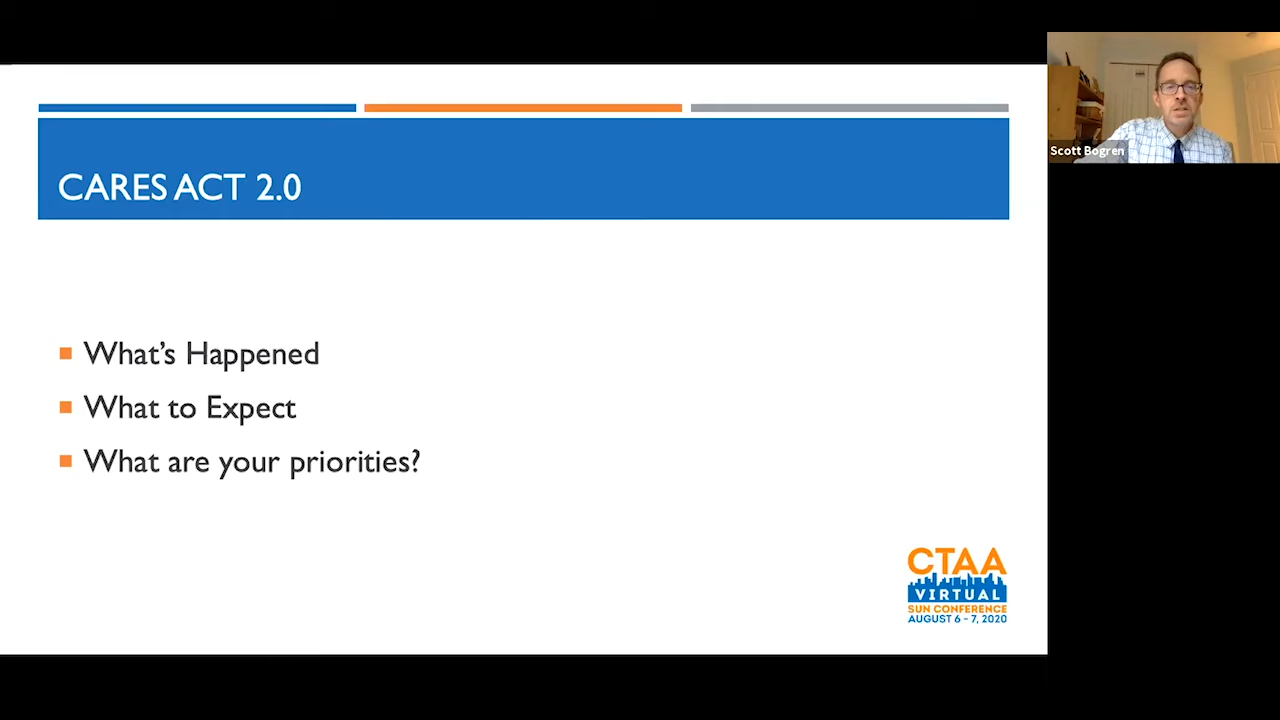 CARES ACT 2.0
What's Happened
What to Expect
What are your priorities?
CTAA
VIRTUAL
SUN CONFERENCE
AUGUST 6 - 7, 2020
Scott Bogren